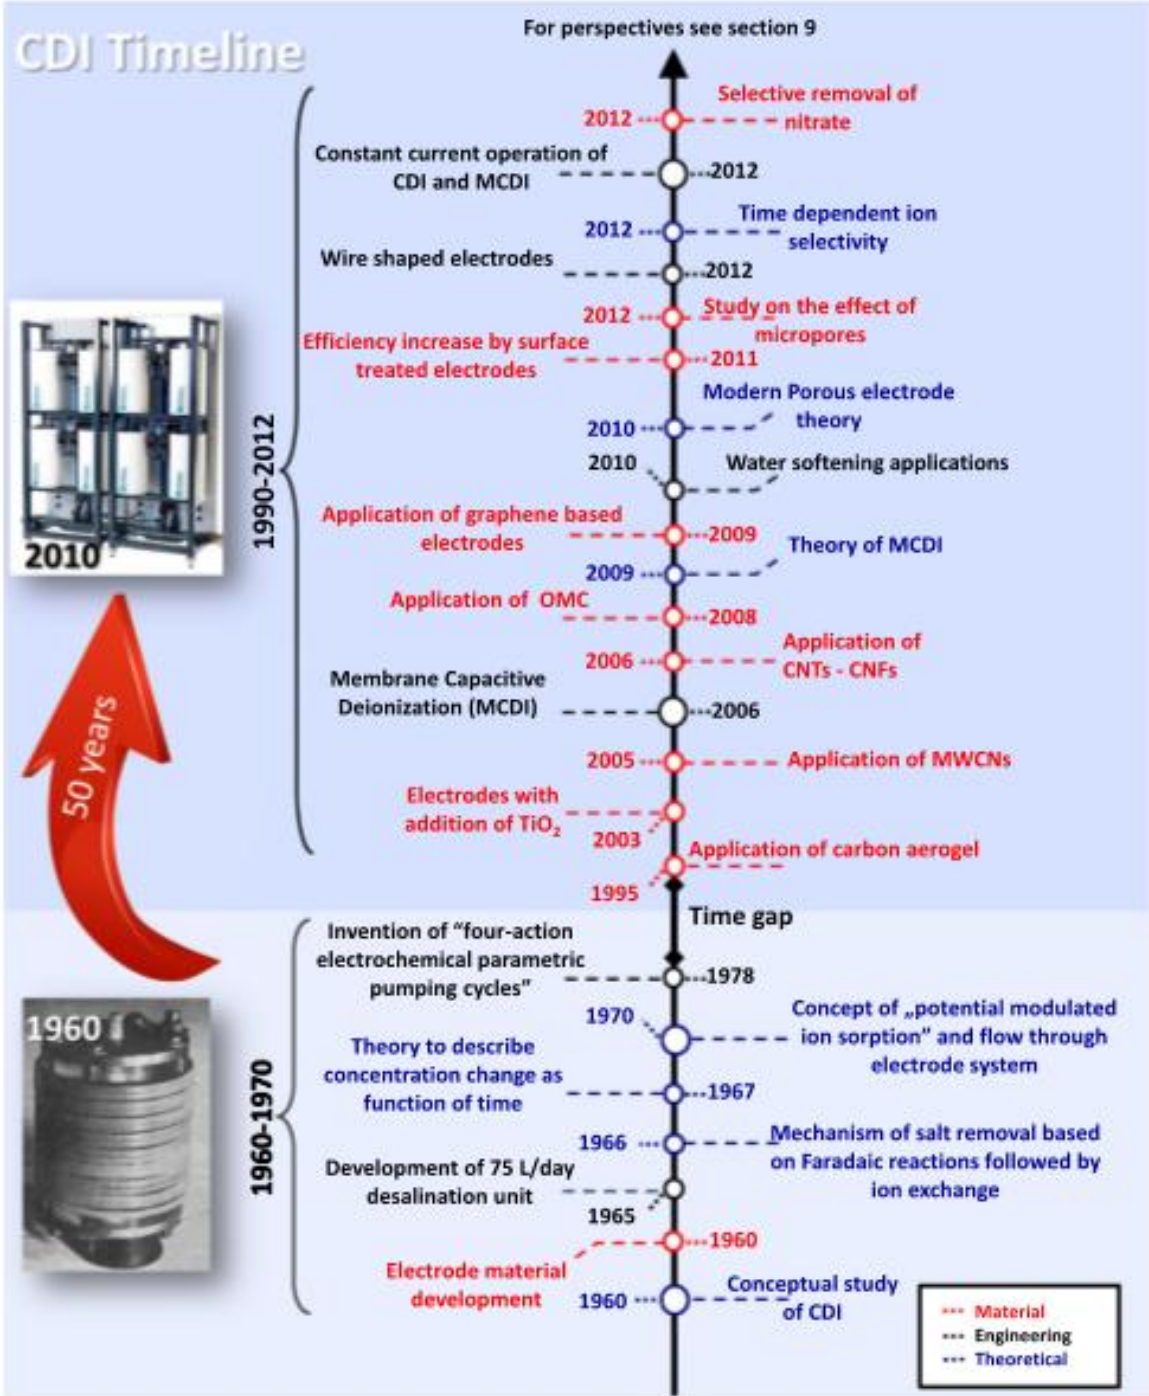 CDI Timeline
For perspectives see section 9
2012
Selective removal of
nitrate
Constant current operation of
CDI and MCDI
2012
2012
Time dependent ion
selectivity
Wire shaped electrodes
2012
2012
Study on the effect of
micropores
Efficiency increase by surface
treated electrodes
2011
Modern Porous electrode
theory
2010
2010
Water softening applications
Application of graphene based
electrodes
2009
Theory of MCDI
2009
Application of OMC
2008
2006
Application of
CNTs - CNFs
Membrane Capacitive
Deionization (MCDI)
2006
2005
Application of MWCNs
Electrodes with
addition of TiO₂
2003
Application of carbon aerogel
1995
1990-2012
2010
50 years
Time gap
Invention of “four-action
electrochemical parametric
pumping cycles”
1978
1970
Concept of „potential modulated
ion sorption” and flow through
electrode system
Theory to describe
concentration change as
function of time
1967
1966
Mechanism of salt removal based
on Faradaic reactions followed by
ion exchange
Development of 75 L/day
desalination unit
1965
1960
Electrode material
development
1960
Conceptual study
of CDI
1960-1970
1960
Material
Engineering
Theoretical